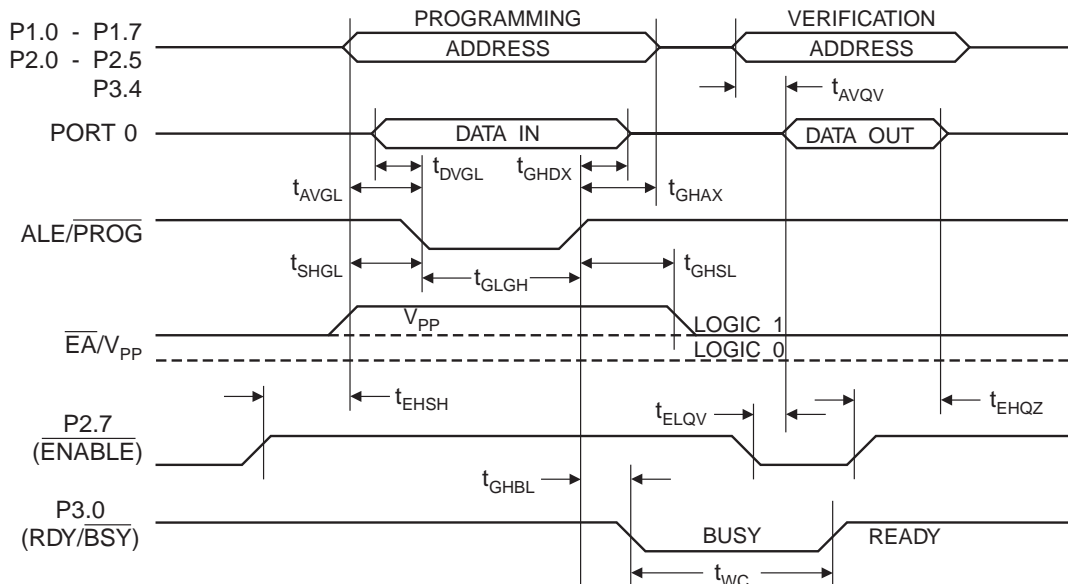 PROGRAMMING VERIFICATION
P1.0 - P1.7
P2.0 - P2.5
P3.4
ADDRESS ADDRESS
tAVQV
PORT 0 DATA IN DATA OUT
tDVGL tGHDX
tAVGL tGHAX
ALE/PROG
tSHGL tGLGH tGHSL
VPP LOGIC 1
EA/VPP LOGIC 0
tEHSH tELQV tEHQZ
P2.7
(ENABLE)
tGHBL
P3.0
(RDY/BSY) BUSY READY
tWC